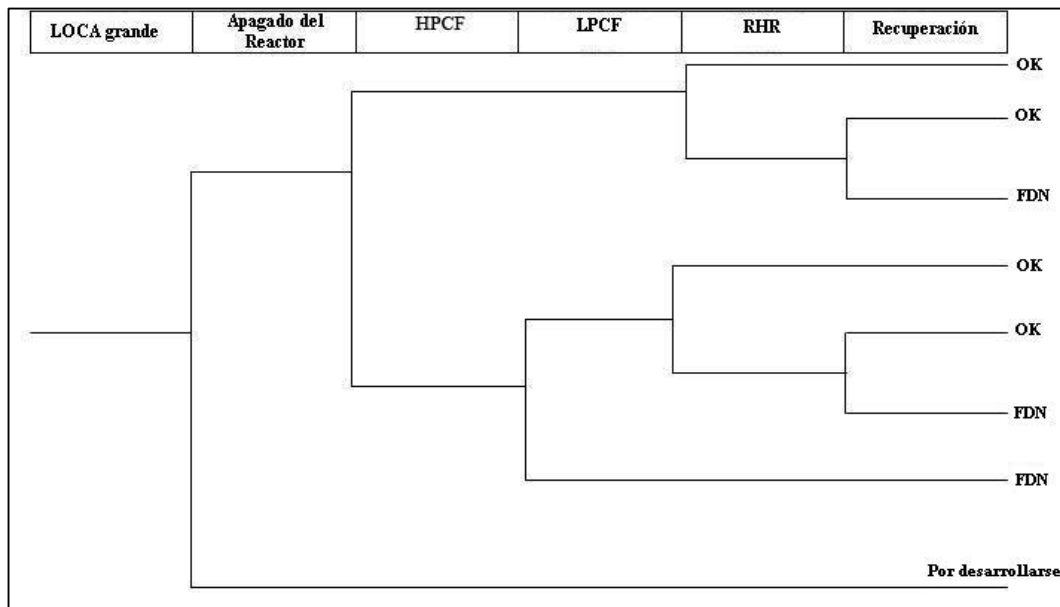 LOCA grande
Apagado del
Reactor
HPCF
LPCF
RHR
Recuperación
OK
OK
FDN
OK
OK
FDN
FDN
Por desarrollarse